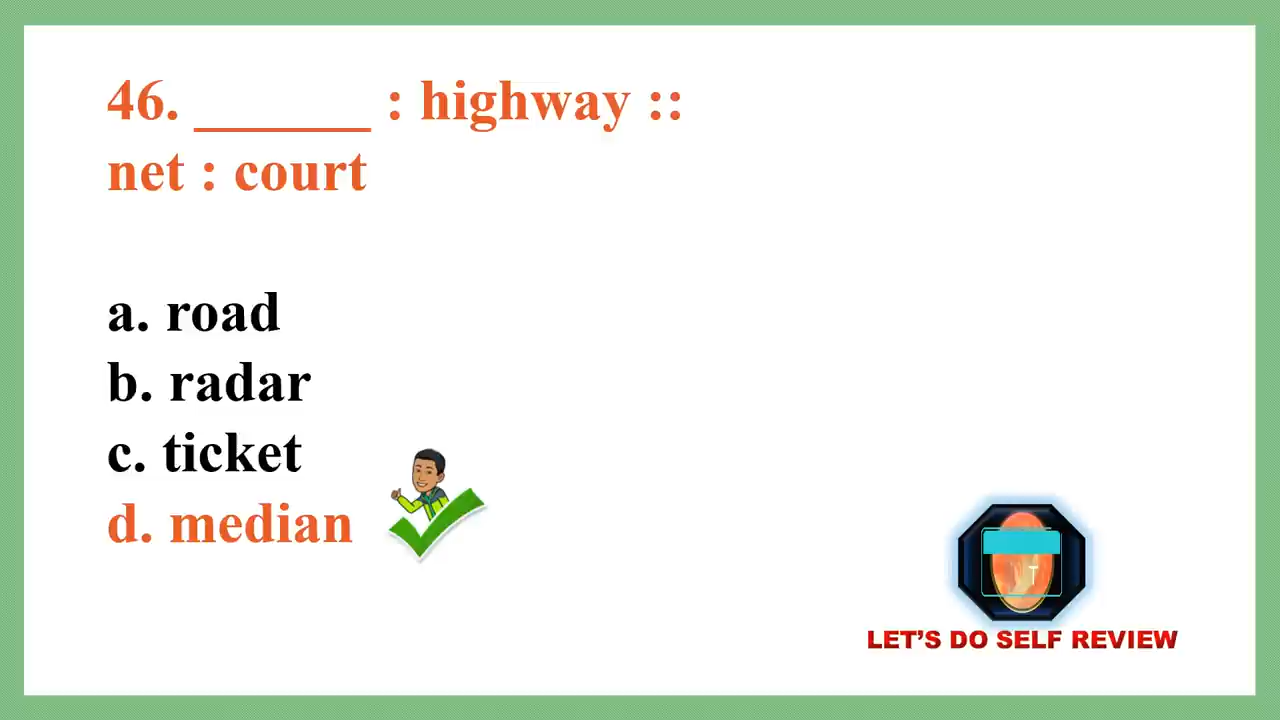 46. ______ : highway ::
net : court
a. road
b. radar
c. ticket
d. median
T
LET'S DO SELF REVIEW